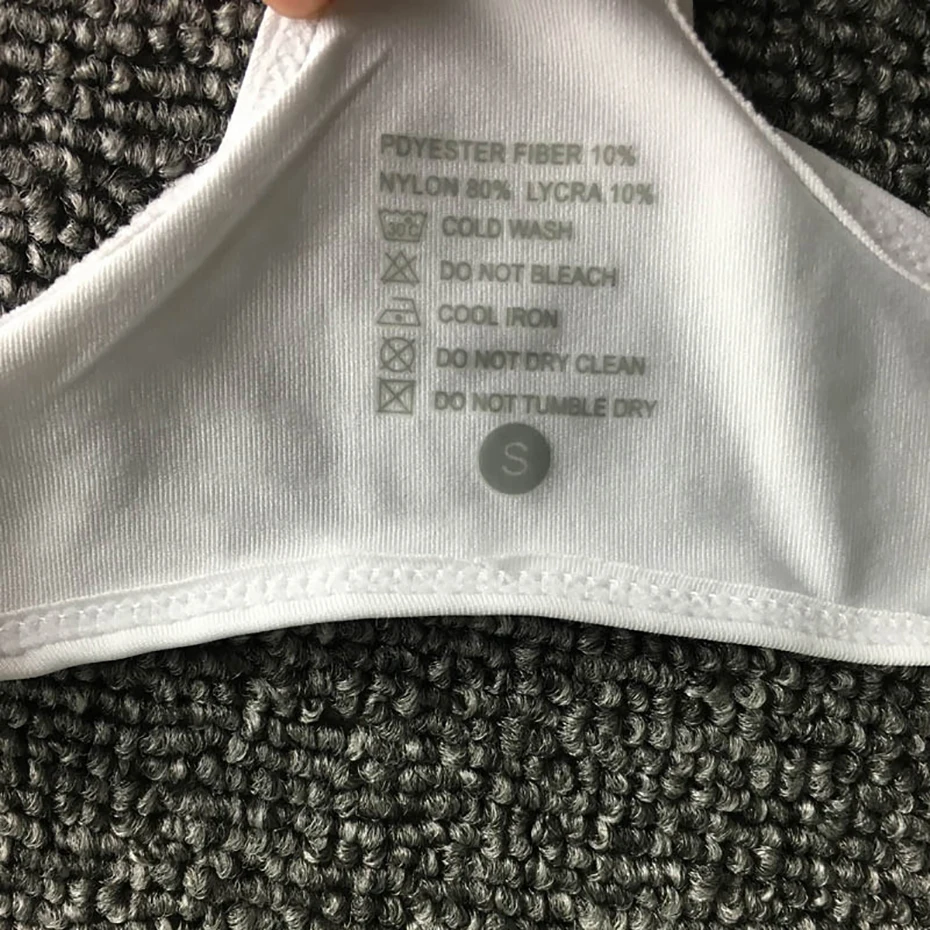 PDYESTER FIBER 10%
NYLON 80% LYCRA 10%
30°C COLD WASH
DO NOT BLEACH
COOL IRON
DO NOT DRY CLEAN
DO NOT TUMBLE DRY
S